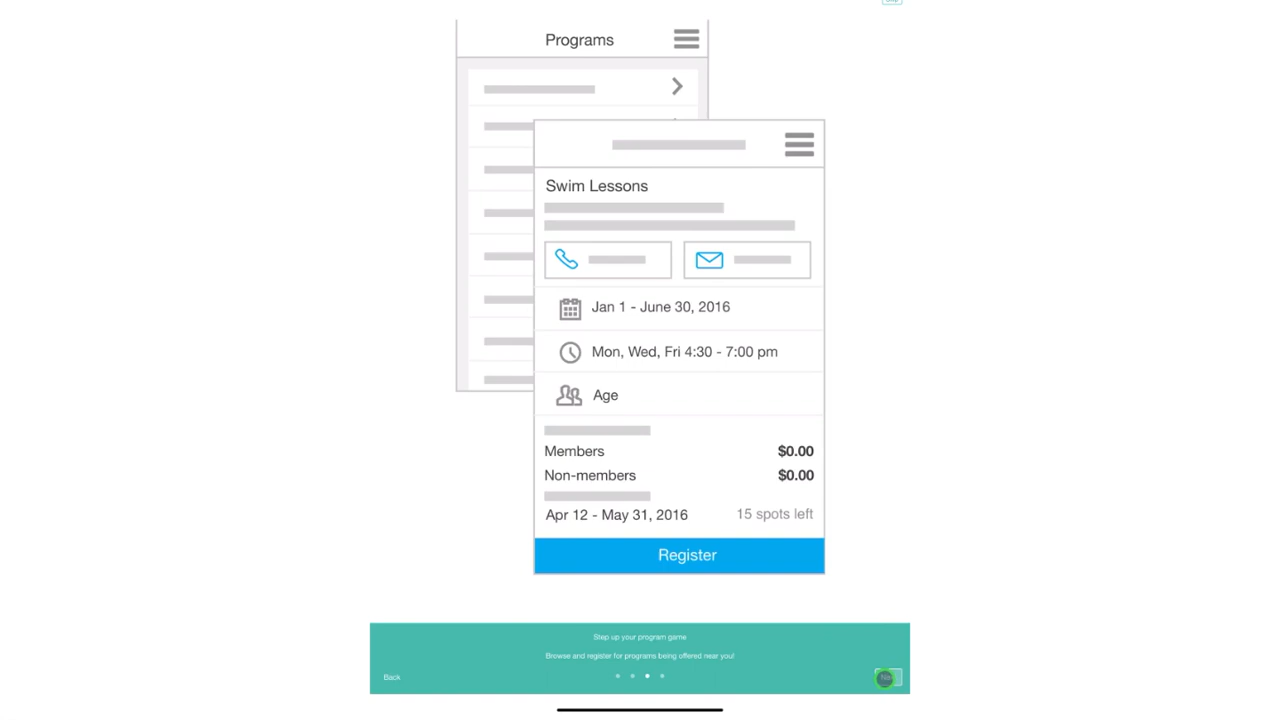 Programs
Swim Lessons
Jan 1 - June 30, 2016
Mon, Wed, Fri 4:30 - 7:00 pm
Age
Members $0.00
Non-members $0.00
Apr 12 - May 31, 2016 15 spots left
Register
Step up your program game
Browse and register for programs being offered near you!
Back